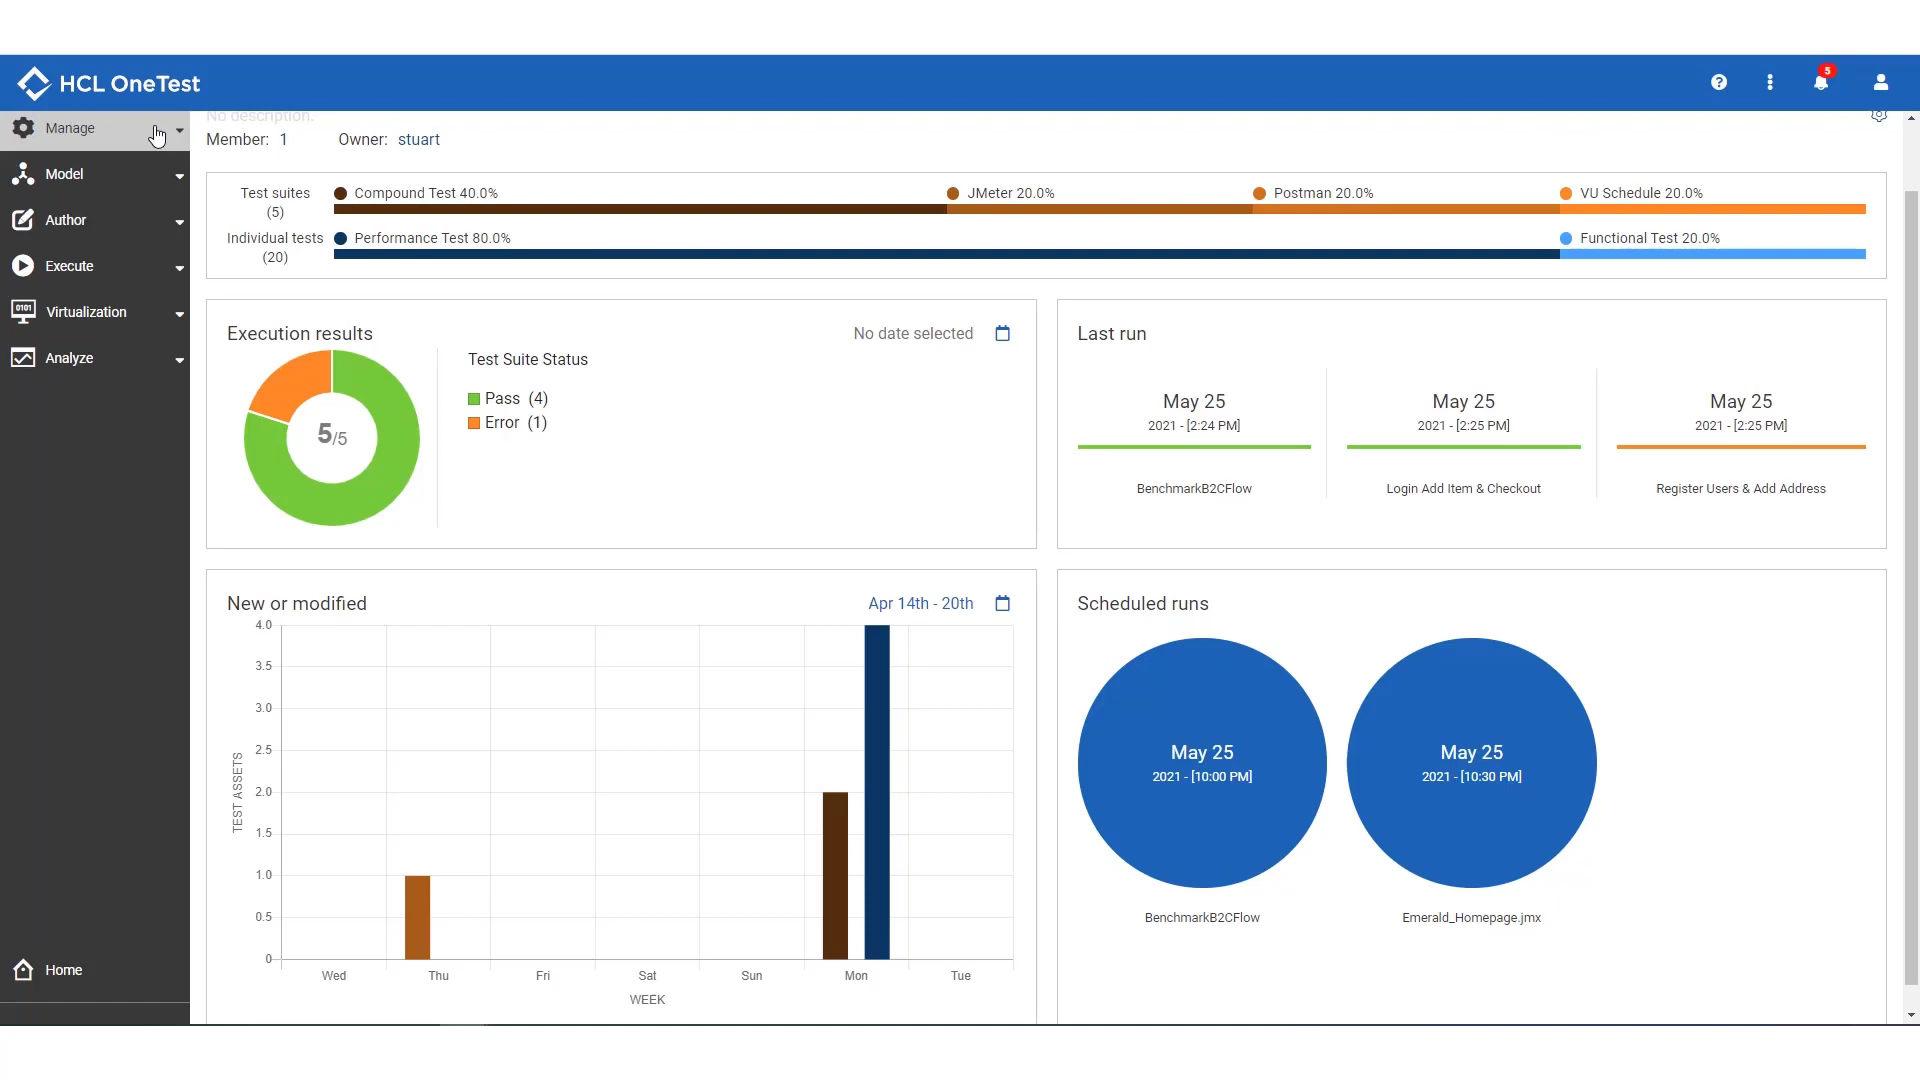 HCL OneTest
5
Manage
Model
Author
Execute
0101
Virtualization
Analyze
Home
No description.
Member: 1 Owner: stuart
Test suites
(5)
Compound Test 40.0%
JMeter 20.0%
Postman 20.0%
VU Schedule 20.0%
Individual tests
(20)
Performance Test 80.0%
Functional Test 20.0%
Execution results
No date selected
5/5
Test Suite Status
Pass (4)
Error (1)
Last run
May 25
2021 - [2:24 PM]
BenchmarkB2CFlow
May 25
2021 - [2:25 PM]
Login Add Item & Checkout
May 25
2021 - [2:25 PM]
Register Users & Add Address
New or modified
Apr 14th - 20th
TEST ASSETS
4.0
3.5
3.0
2.5
2.0
1.5
1.0
0.5
0
Wed Thu Fri Sat Sun Mon Tue
WEEK
Scheduled runs
May 25
2021 - [10:00 PM]
BenchmarkB2CFlow
May 25
2021 - [10:30 PM]
Emerald_Homepage.jmx